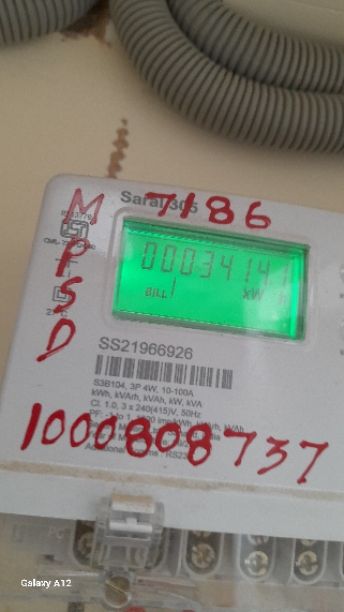 Saral 305
M 7186
P
S
D
00034141
BILL kW h
SS21966926
S3B104, 3P 4W, 10-100A
kWh, kVArh, kVAh, kW, kVA
Cl. 1.0, 3 x 240(415)V, 50Hz
1000808737
Galaxy A12